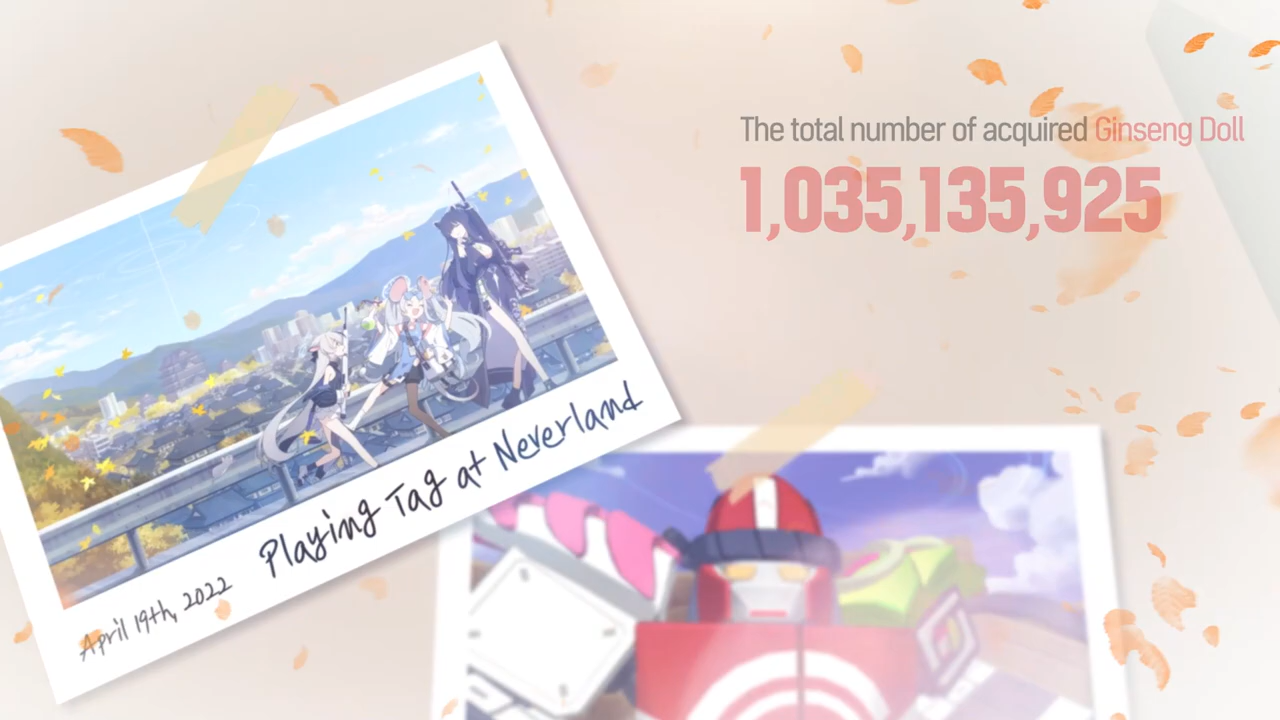 The total number of acquired Ginseng Doll
1,035,135,925
Playing Tag at Neverland
April 19th, 2022